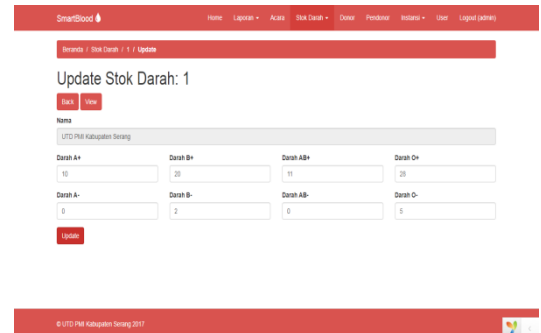 SmartBlood
Home Laporan Acara Stok Darah Donor Pendonor Instansi User Logout (admin)
Beranda / Stok Darah / 1 / Update
Update Stok Darah: 1
Back View
Nama
UTD PMI Kabupaten Serang
Darah A+ Darah B+ Darah AB+ Darah O+
10 20 11 28
Darah A- Darah B- Darah AB- Darah O-
0 2 0 5
Update
© UTD PMI Kabupaten Serang 2017